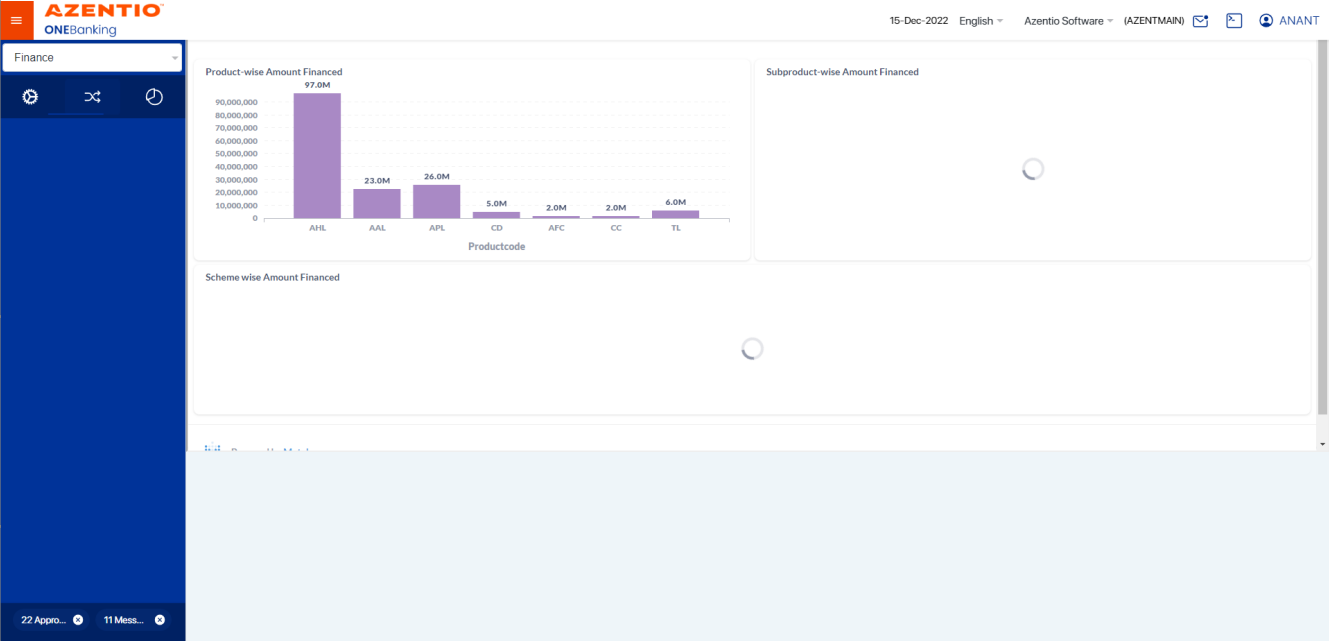 AZENTIO
ONEBanking
15-Dec-2022 English Azentio Software (AZENTMAIN) ANANT
Finance
Product-wise Amount Financed
97.0M
90,000,000
80,000,000
70,000,000
60,000,000
50,000,000
40,000,000
30,000,000
20,000,000
10,000,000
0
23.0M
26.0M
5.0M
2.0M
2.0M
6.0M
AHL AAL APL CD AFC CC TL
Productcode
Subproduct-wise Amount Financed
Scheme wise Amount Financed
22 Appro... 11 Mess...